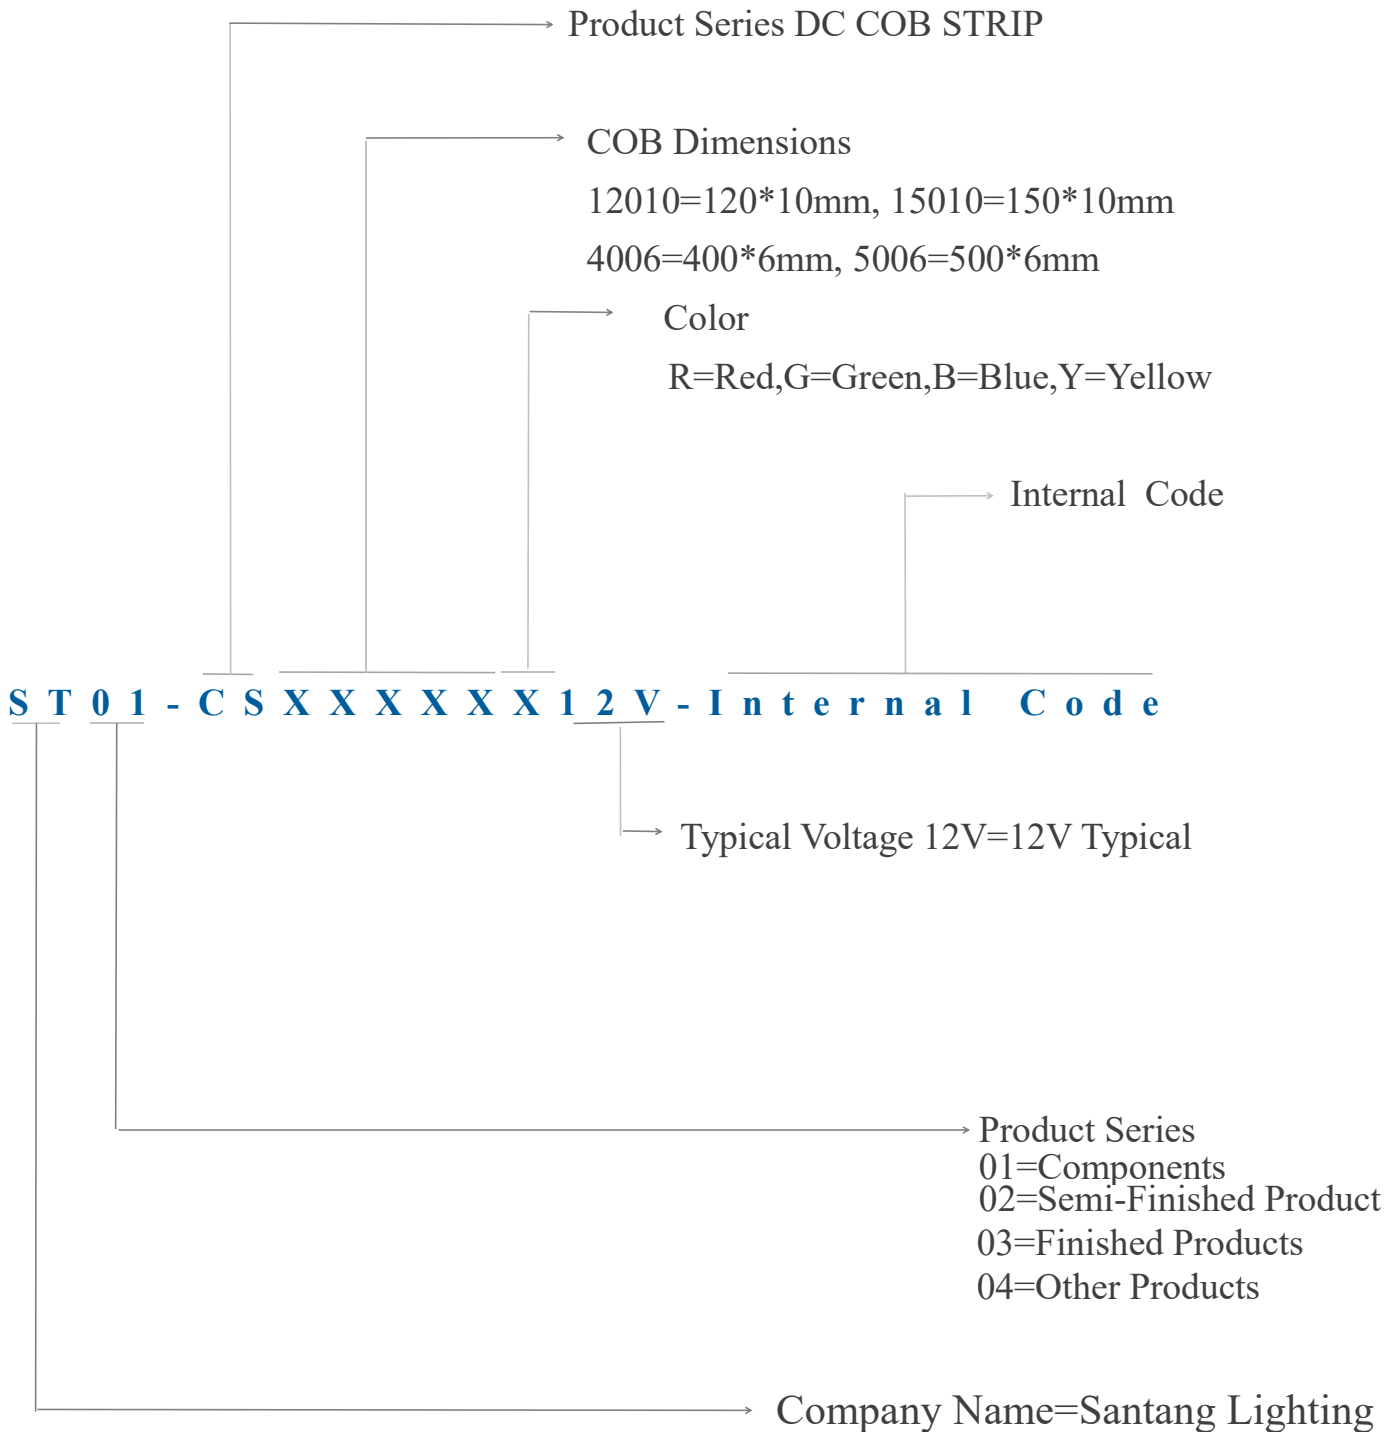 Product Series DC COB STRIP
COB Dimensions
12010=120*10mm, 15010=150*10mm
4006=400*6mm, 5006=500*6mm
Color
R=Red,G=Green,B=Blue,Y=Yellow
Internal Code
ST01-CSXXXXXX12V-Internal Code
Typical Voltage 12V=12V Typical
Product Series
01=Components
02=Semi-Finished Product
03=Finished Products
04=Other Products
Company Name=Santang Lighting